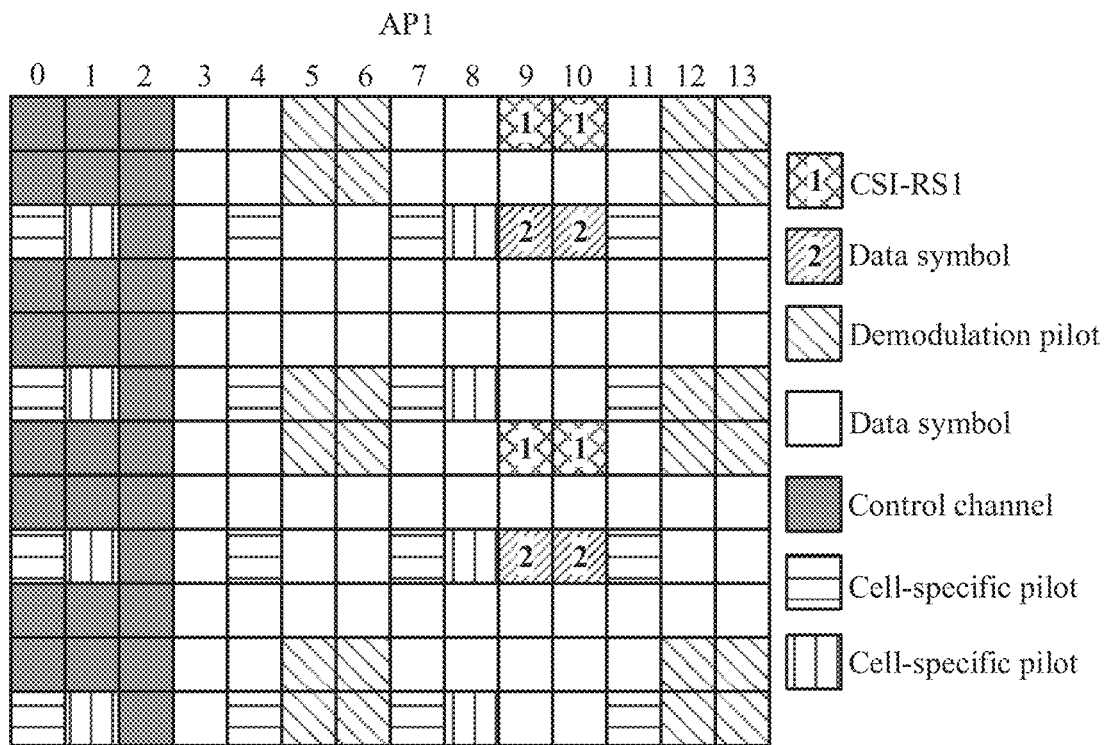 AP1
0 1 2 3 4 5 6 7 8 9 10 11 12 13
1 1
1 CSI-RS1
2 2
2 Data symbol
Demodulation pilot
Data symbol
1 1
Control channel
2 2
Cell-specific pilot
Cell-specific pilot